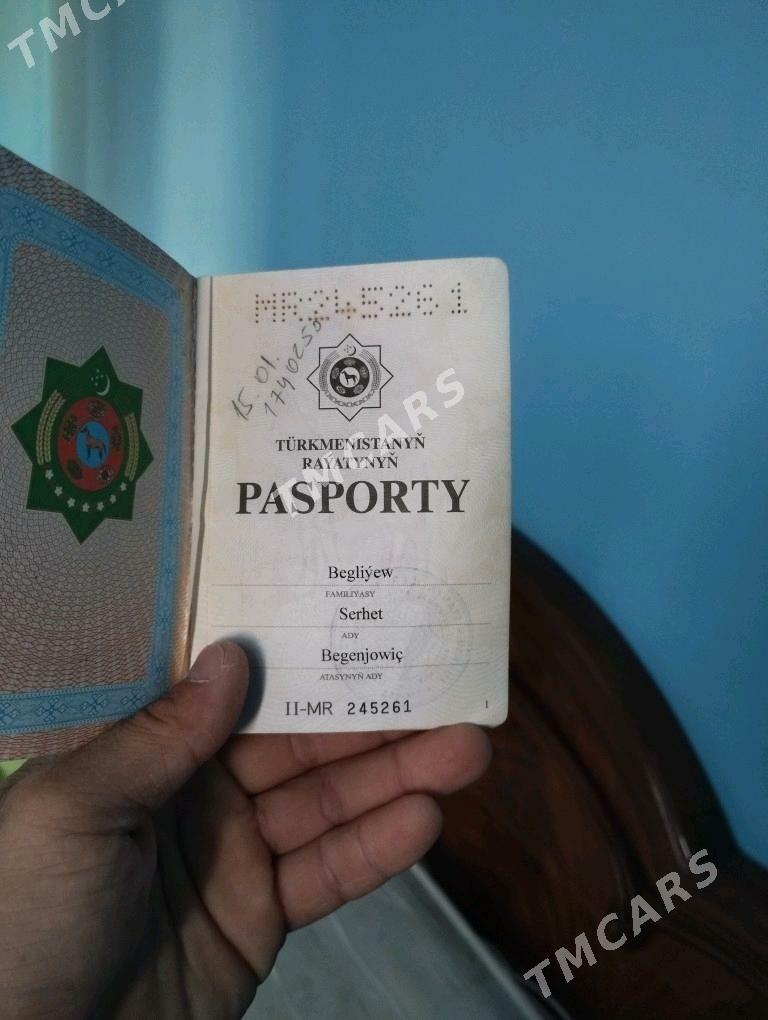 TMCARS
MR245261
15.01.
1740250
TÜRKMENISTANYŇ
RAÝATYNYŇ
PASPORTY
TMCARS
Begliýew
FAMILIÝASY
Serhet
ADY
Begenjowiç
ATASYNYŇ ADY
II-MR 245261
1
TMCARS